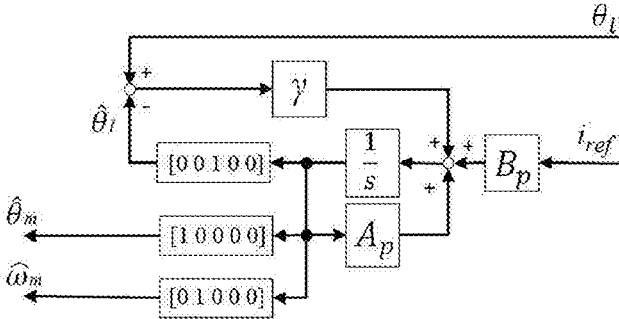 θ_l
+
γ
-
θ̂_l
+
+
i_ref
[0 0 1 0 0]
1/s
+
B_p
θ̂_m
[1 0 0 0 0]
A_p
ω̂_m
[0 1 0 0 0]